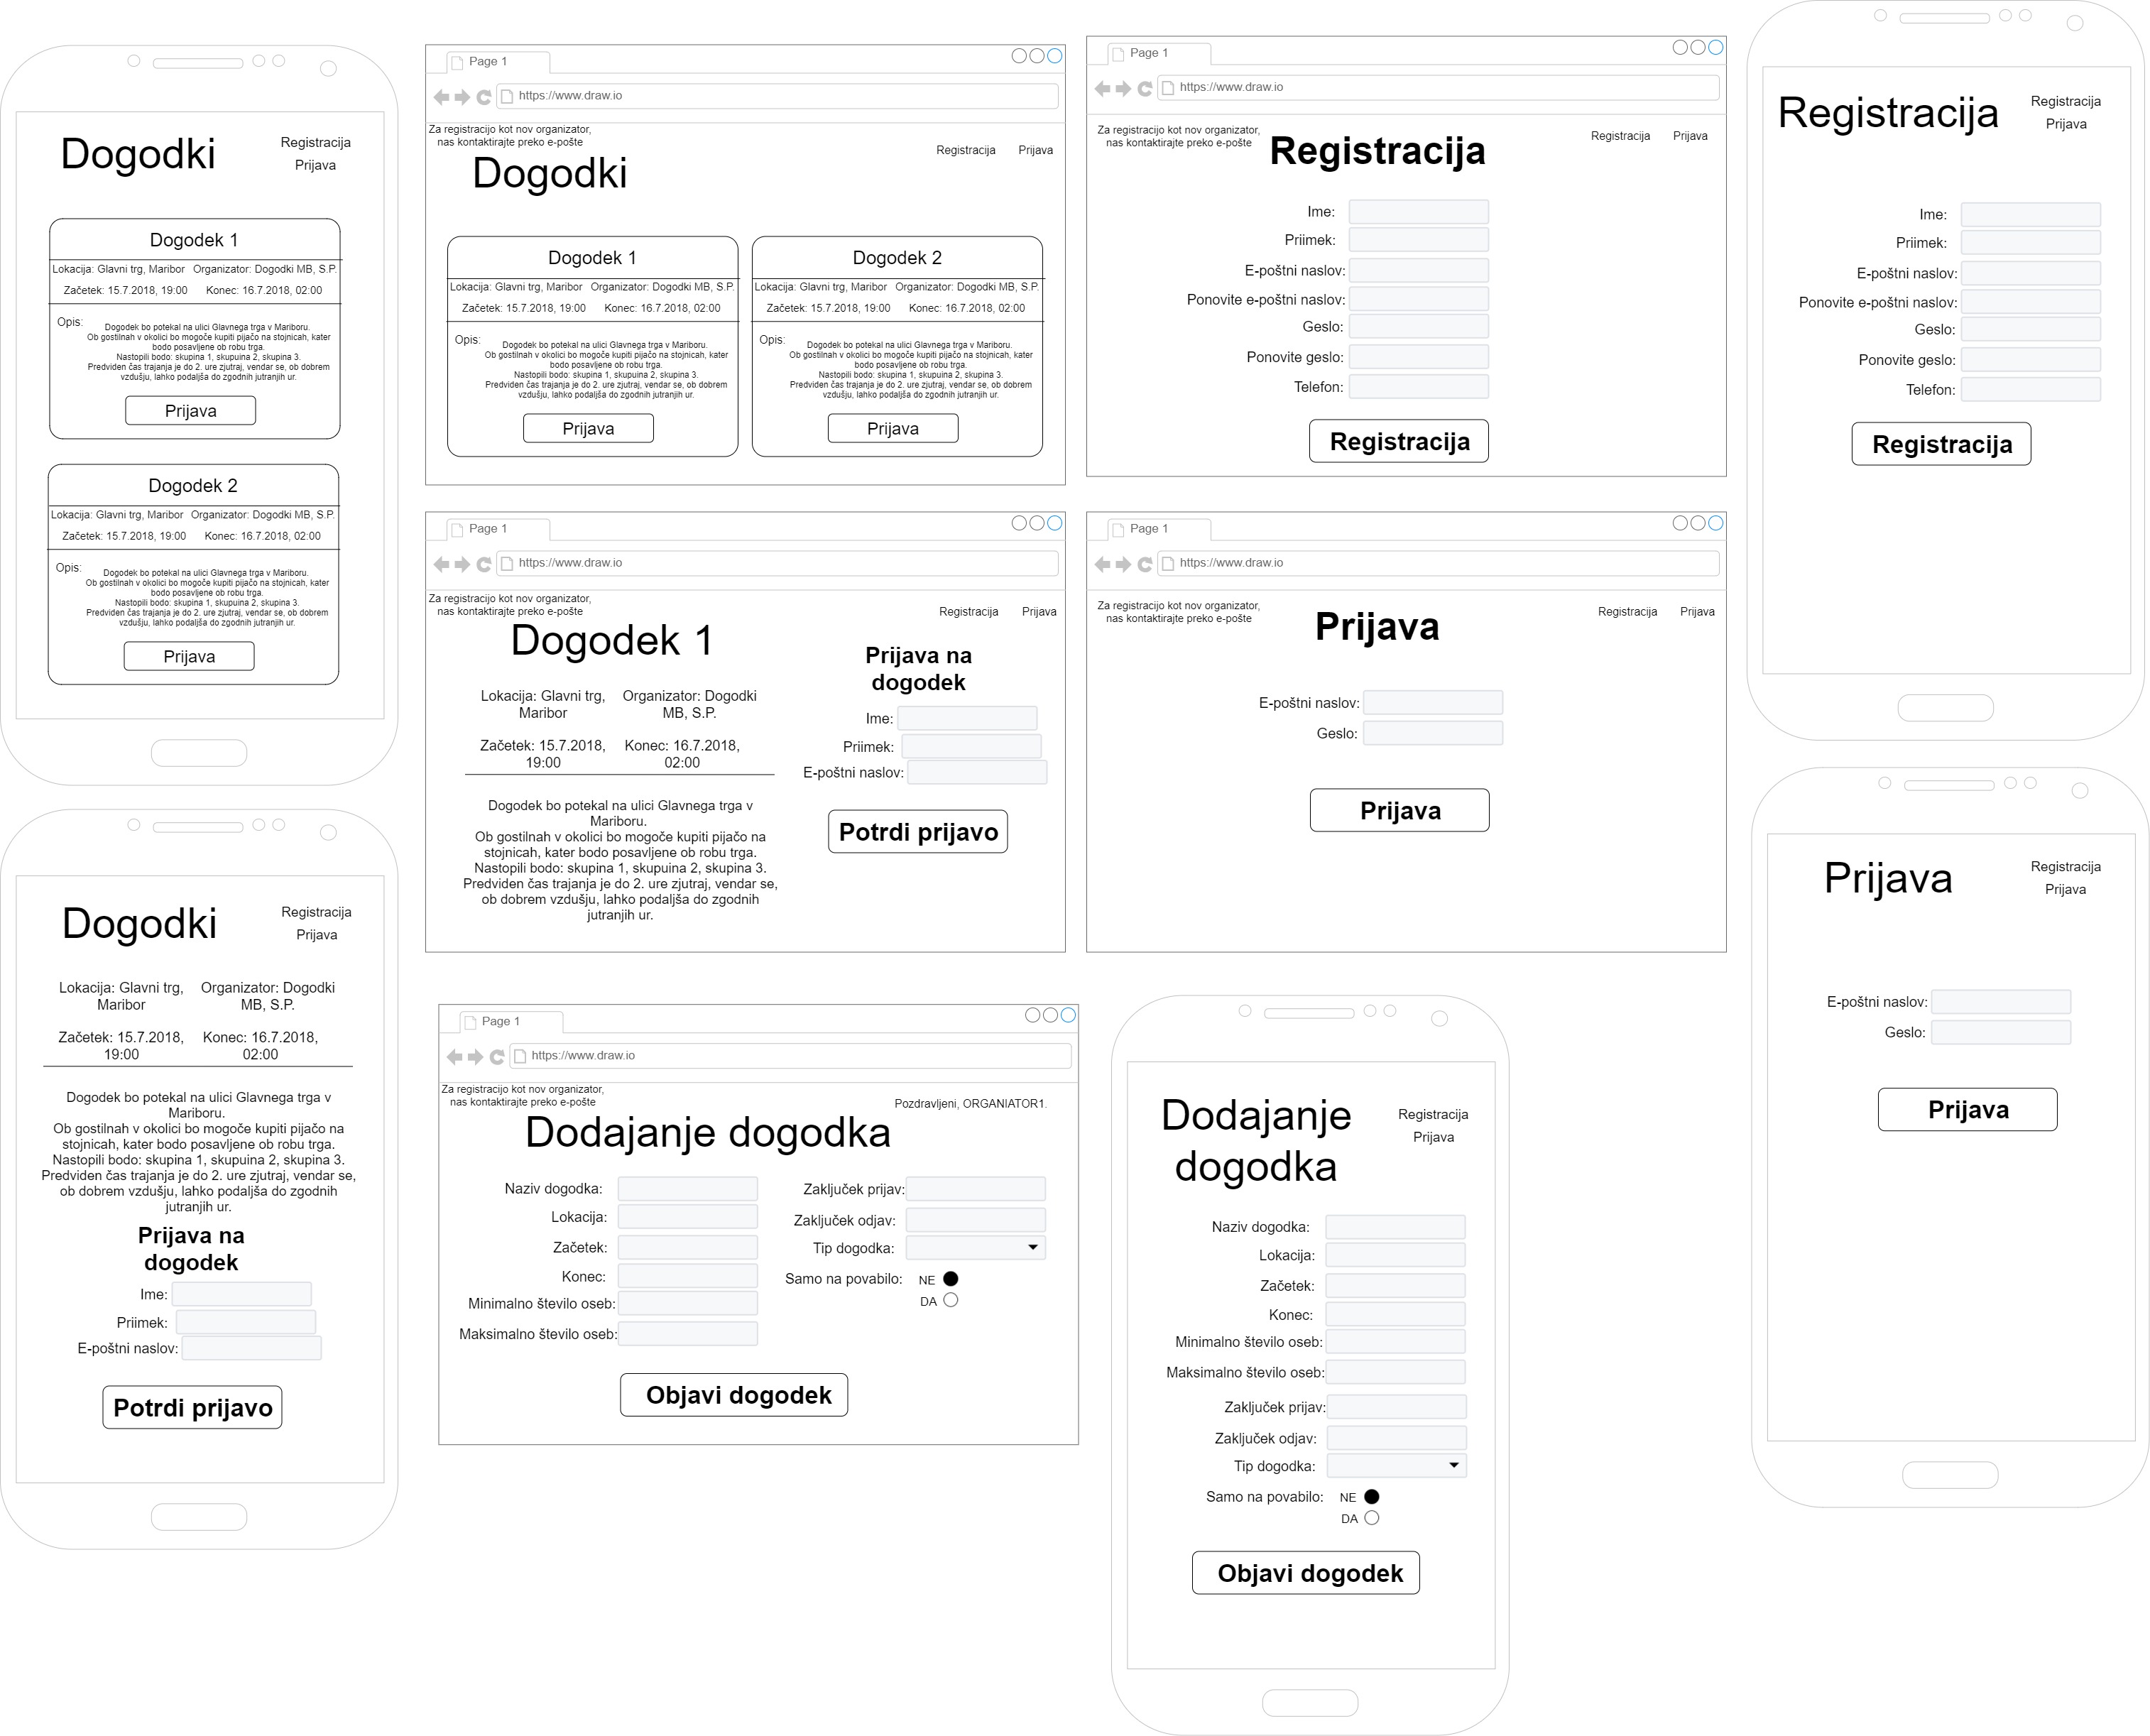 Dogodki
Registracija
Prijava
Dogodek 1
Lokacija: Glavni trg, Maribor Organizator: Dogodki MB, S.P.
Začetek: 15.7.2018, 19:00 Konec: 16.7.2018, 02:00
Opis:
Dogodek bo potekal na ulici Glavnega trga v Mariboru.
Ob gostilnah v okolici bo mogoče kupiti pijačo na stojnicah, kater
bodo posavljene ob robu trga.
Nastopili bodo: skupina 1, skupuina 2, skupina 3.
Predviden čas trajanja je do 2. ure zjutraj, vendar se, ob dobrem
vzdušju, lahko podaljša do zgodnih jutranjih ur.
Prijava
Dogodek 2
Lokacija: Glavni trg, Maribor Organizator: Dogodki MB, S.P.
Začetek: 15.7.2018, 19:00 Konec: 16.7.2018, 02:00
Opis:
Dogodek bo potekal na ulici Glavnega trga v Mariboru.
Ob gostilnah v okolici bo mogoče kupiti pijačo na stojnicah, kater
bodo posavljene ob robu trga.
Nastopili bodo: skupina 1, skupuina 2, skupina 3.
Predviden čas trajanja je do 2. ure zjutraj, vendar se, ob dobrem
vzdušju, lahko podaljša do zgodnih jutranjih ur.
Prijava
Page 1
https://www.draw.io
Za registracijo kot nov organizator,
nas kontaktirajte preko e-pošte
Registracija Prijava
Dogodki
Dogodek 1
Lokacija: Glavni trg, Maribor Organizator: Dogodki MB, S.P.
Začetek: 15.7.2018, 19:00 Konec: 16.7.2018, 02:00
Opis:
Dogodek bo potekal na ulici Glavnega trga v Mariboru.
Ob gostilnah v okolici bo mogoče kupiti pijačo na stojnicah, kater
bodo posavljene ob robu trga.
Nastopili bodo: skupina 1, skupuina 2, skupina 3.
Predviden čas trajanja je do 2. ure zjutraj, vendar se, ob dobrem
vzdušju, lahko podaljša do zgodnih jutranjih ur.
Prijava
Dogodek 2
Lokacija: Glavni trg, Maribor Organizator: Dogodki MB, S.P.
Začetek: 15.7.2018, 19:00 Konec: 16.7.2018, 02:00
Opis:
Dogodek bo potekal na ulici Glavnega trga v Mariboru.
Ob gostilnah v okolici bo mogoče kupiti pijačo na stojnicah, kater
bodo posavljene ob robu trga.
Nastopili bodo: skupina 1, skupuina 2, skupina 3.
Predviden čas trajanja je do 2. ure zjutraj, vendar se, ob dobrem
vzdušju, lahko podaljša do zgodnih jutranjih ur.
Prijava
Page 1
https://www.draw.io
Za registracijo kot nov organizator,
nas kontaktirajte preko e-pošte
Registracija
Registracija Prijava
Ime:
Priimek:
E-poštni naslov:
Ponovite e-poštni naslov:
Geslo:
Ponovite geslo:
Telefon:
Registracija
Registracija
Registracija
Prijava
Ime:
Priimek:
E-poštni naslov:
Ponovite e-poštni naslov:
Geslo:
Ponovite geslo:
Telefon:
Registracija
Page 1
https://www.draw.io
Za registracijo kot nov organizator,
nas kontaktirajte preko e-pošte
Registracija Prijava
Dogodek 1
Lokacija: Glavni trg,
Maribor
Organizator: Dogodki
MB, S.P.
Začetek: 15.7.2018,
19:00
Konec: 16.7.2018,
02:00
Dogodek bo potekal na ulici Glavnega trga v
Mariboru.
Ob gostilnah v okolici bo mogoče kupiti pijačo na
stojnicah, kater bodo posavljene ob robu trga.
Nastopili bodo: skupina 1, skupuina 2, skupina 3.
Predviden čas trajanja je do 2. ure zjutraj, vendar se,
ob dobrem vzdušju, lahko podaljša do zgodnih
jutranjih ur.
Prijava na
dogodek
Ime:
Priimek:
E-poštni naslov:
Potrdi prijavo
Page 1
https://www.draw.io
Za registracijo kot nov organizator,
nas kontaktirajte preko e-pošte
Prijava
Registracija Prijava
E-poštni naslov:
Geslo:
Prijava
Prijava
Registracija
Prijava
E-poštni naslov:
Geslo:
Prijava
Dogodki
Registracija
Prijava
Lokacija: Glavni trg,
Maribor
Organizator: Dogodki
MB, S.P.
Začetek: 15.7.2018,
19:00
Konec: 16.7.2018,
02:00
Dogodek bo potekal na ulici Glavnega trga v
Mariboru.
Ob gostilnah v okolici bo mogoče kupiti pijačo na
stojnicah, kater bodo posavljene ob robu trga.
Nastopili bodo: skupina 1, skupuina 2, skupina 3.
Predviden čas trajanja je do 2. ure zjutraj, vendar se,
ob dobrem vzdušju, lahko podaljša do zgodnih
jutranjih ur.
Prijava na
dogodek
Ime:
Priimek:
E-poštni naslov:
Potrdi prijavo
Page 1
https://www.draw.io
Za registracijo kot nov organizator,
nas kontaktirajte preko e-pošte
Pozdravljeni, ORGANIATOR1.
Dodajanje dogodka
Naziv dogodka:
Lokacija:
Začetek:
Konec:
Minimalno število oseb:
Maksimalno število oseb:
Zaključek prijav:
Zaključek odjav:
Tip dogodka:
Samo na povabilo: NE
DA
Objavi dogodek
Dodajanje
dogodka
Registracija
Prijava
Naziv dogodka:
Lokacija:
Začetek:
Konec:
Minimalno število oseb:
Maksimalno število oseb:
Zaključek prijav:
Zaključek odjav:
Tip dogodka:
Samo na povabilo: NE
DA
Objavi dogodek